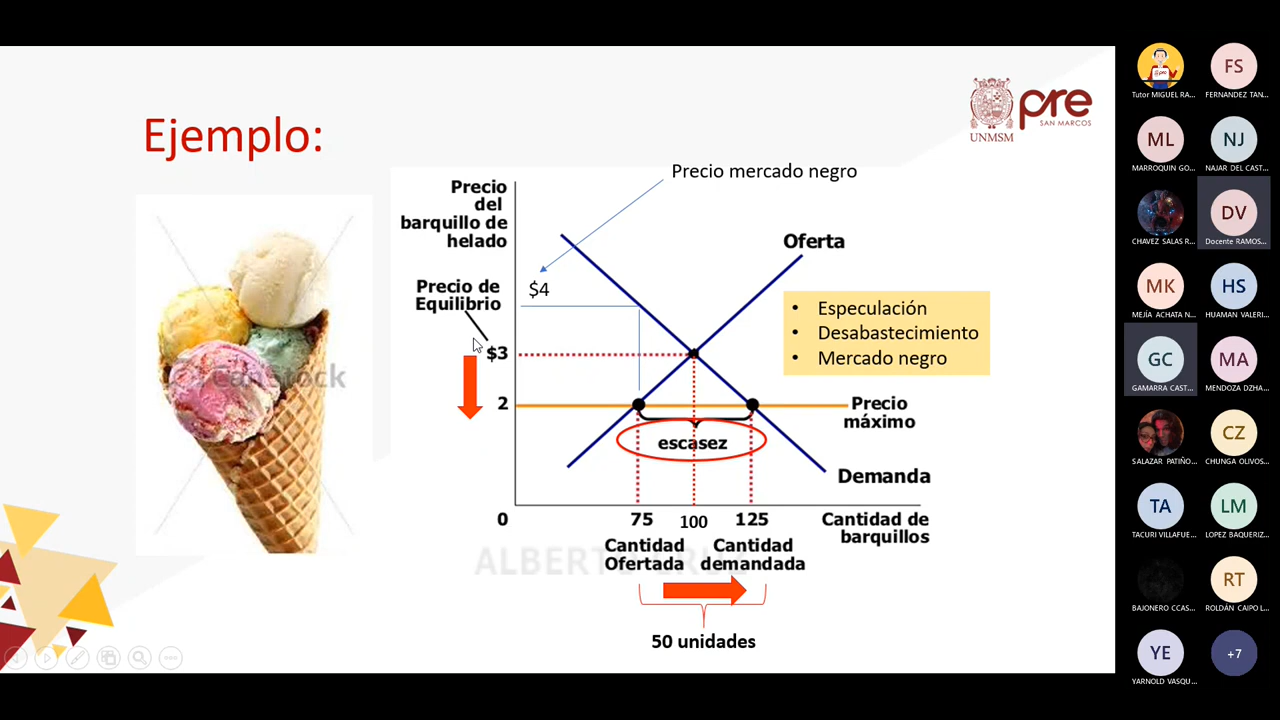 Ejemplo:
UNMSM
pre
SAN MARCOS
Precio mercado negro
Precio
del
barquillo de
helado
Oferta
Precio de
Equilibrio
$4
• Especulación
• Desabastecimiento
• Mercado negro
$3
2
Precio
máximo
escasez
Demanda
0
75
100
125
Cantidad de
barquillos
Cantidad
Ofertada
Cantidad
demandada
50 unidades
CanStock
ALBERTO CRUZ
Tutor MIGUEL RA...
FS
FERNANDEZ TAN...
ML
MARROQUIN GO...
NJ
NAJAR DEL CAST...
CHAVEZ SALAS R...
DV
Docente RAMOS...
MK
MEJÍA ACHATA N...
HS
HUAMAN VALERI...
GC
GAMARRA CAST...
MA
MENDOZA DZHA...
SALAZAR PATIÑO...
CZ
CHUNGA OLIVOS...
TA
TACURI VILLAFUE...
LM
LOPEZ BAQUERIZ...
BAJONERO CCAS...
RT
ROLDÁN CAIPO L...
YE
YARNOLD VASQU...
+7